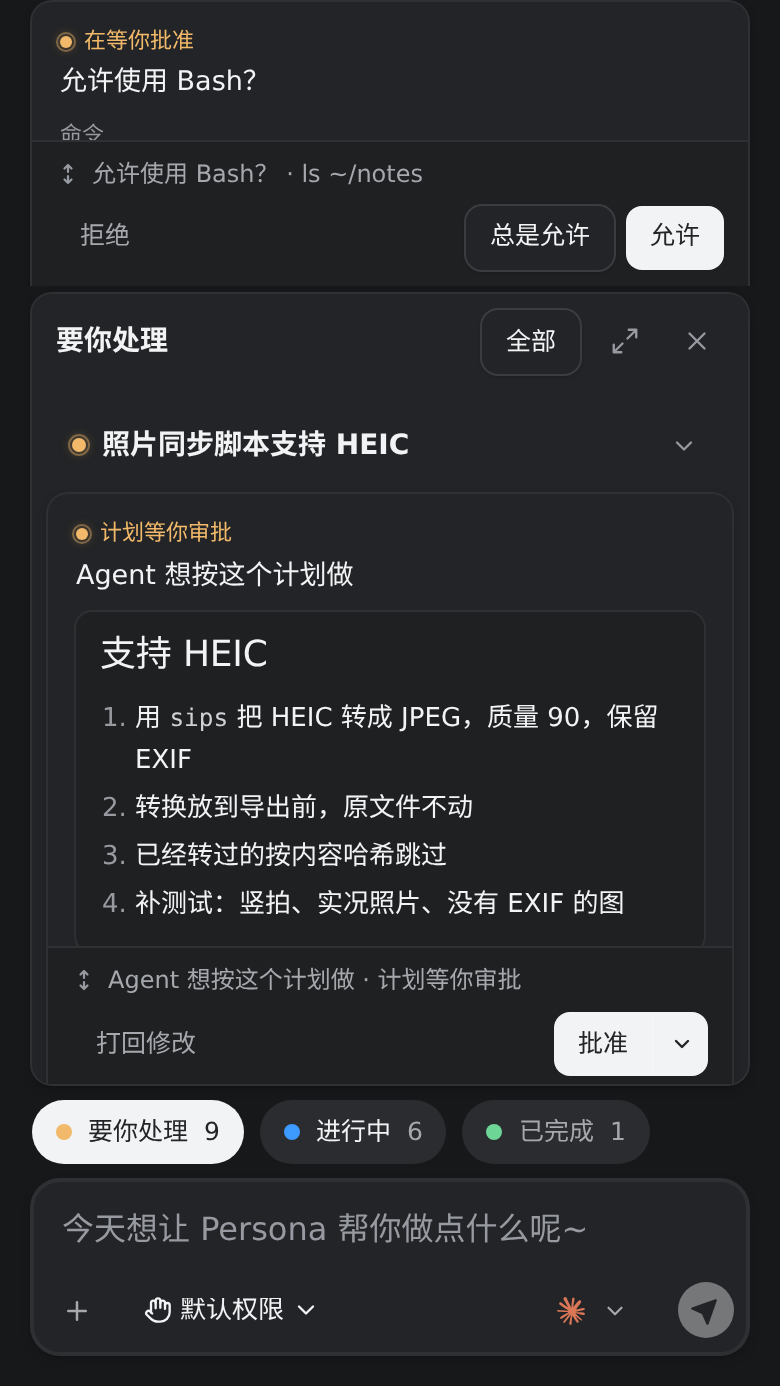 在等你批准
允许使用 Bash？
命令
允许使用 Bash？ · ls ~/notes
拒绝
总是允许
允许
要你处理
全部
照片同步脚本支持 HEIC
计划等你审批
Agent 想按这个计划做
支持 HEIC
1. 用 sips 把 HEIC 转成 JPEG，质量 90，保留
EXIF
2. 转换放到导出前，原文件不动
3. 已经转过的按内容哈希跳过
4. 补测试：竖拍、实况照片、没有 EXIF 的图
Agent 想按这个计划做 · 计划等你审批
打回修改
批准
要你处理 9
进行中 6
已完成 1
今天想让 Persona 帮你做点什么呢~
默认权限